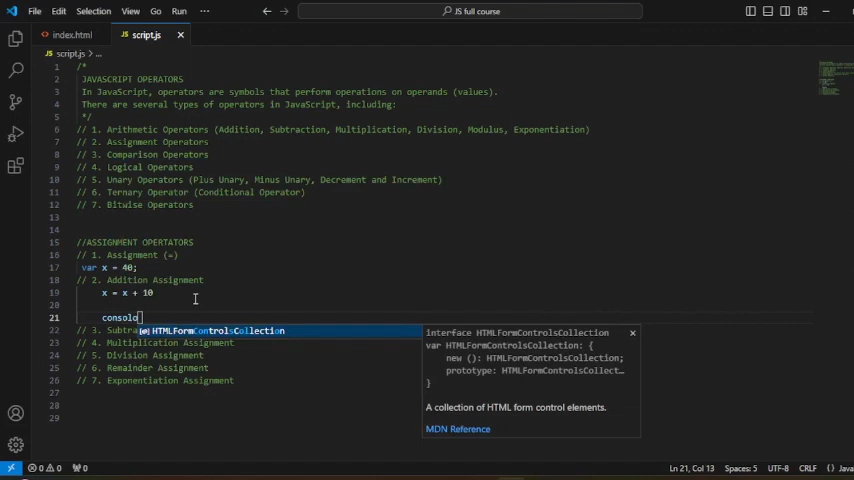 File Edit Selection View Go Run ··· JS full course
index.html JS script.js
JS script.js > ...
1 /*
2 JAVASCRIPT OPERATORS
3 In JavaScript, operators are symbols that perform operations on operands (values).
4 There are several types of operators in JavaScript, including:
5 */
6 // 1. Arithmetic Operators (Addition, Subtraction, Multiplication, Division, Modulus, Exponentiation)
7 // 2. Assignment Operators
8 // 3. Comparison Operators
9 // 4. Logical Operators
10 // 5. Unary Operators (Plus Unary, Minus Unary, Decrement and Increment)
11 // 6. Ternary Operator (Conditional Operator)
12 // 7. Bitwise Operators
13
14
15 //ASSIGNMENT OPERTATORS
16 // 1. Assignment (=)
17 var x = 40;
18 // 2. Addition Assignment
19 x = x + 10
20
21 consolo
22 // 3. Subtra
HTMLFormControlsCollection
interface HTMLFormControlsCollection
var HTMLFormControlsCollection: {
new (): HTMLFormControlsCollection;
prototype: HTMLFormControlsCollect...
}
A collection of HTML form control elements.
MDN Reference
23 // 4. Multiplication Assignment
24 // 5. Division Assignment
25 // 6. Remainder Assignment
26 // 7. Exponentiation Assignment
27
28
29
0 0 0 Ln 21, Col 13 Spaces: 5 UTF-8 CRLF {} Java